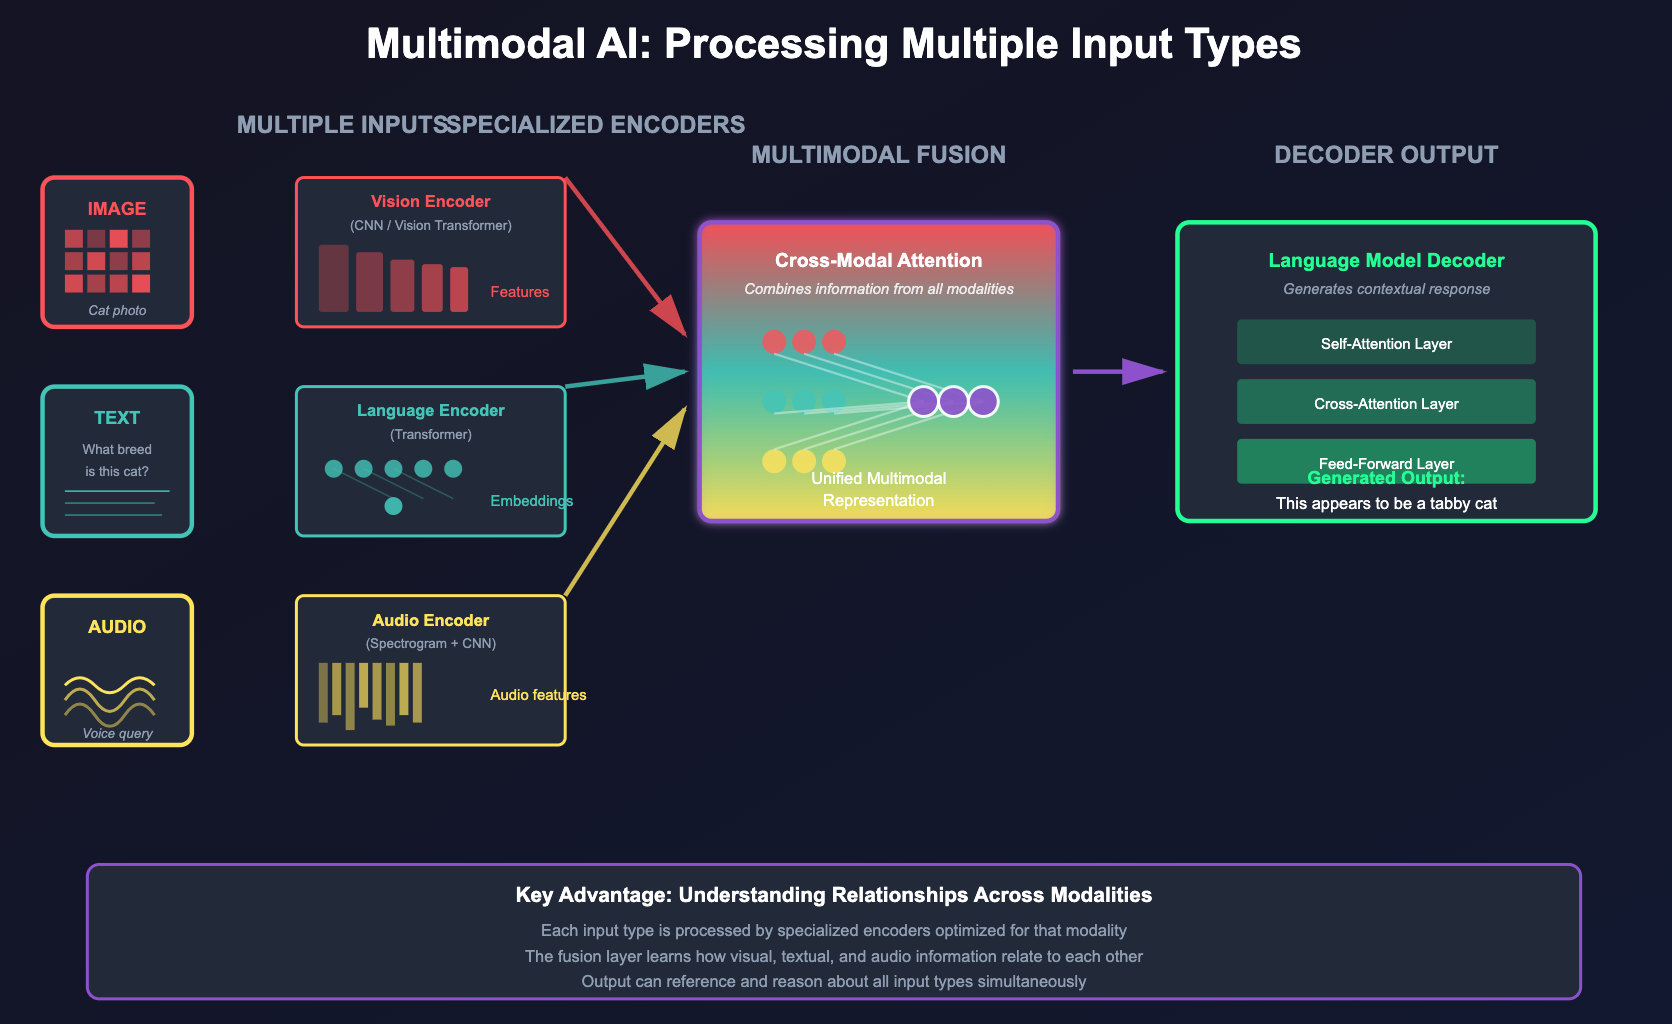 Multimodal AI: Processing Multiple Input Types
MULTIPLE INPUTS
SPECIALIZED ENCODERS
MULTIMODAL FUSION
DECODER OUTPUT
IMAGE
Cat photo
TEXT
What breed
is this cat?
AUDIO
Voice query
Vision Encoder
(CNN / Vision Transformer)
Features
Language Encoder
(Transformer)
Embeddings
Audio Encoder
(Spectrogram + CNN)
Audio features
Cross-Modal Attention
Combines information from all modalities
Unified Multimodal
Representation
Language Model Decoder
Generates contextual response
Self-Attention Layer
Cross-Attention Layer
Feed-Forward Layer
Generated Output:
This appears to be a tabby cat
Key Advantage: Understanding Relationships Across Modalities
Each input type is processed by specialized encoders optimized for that modality
The fusion layer learns how visual, textual, and audio information relate to each other
Output can reference and reason about all input types simultaneously